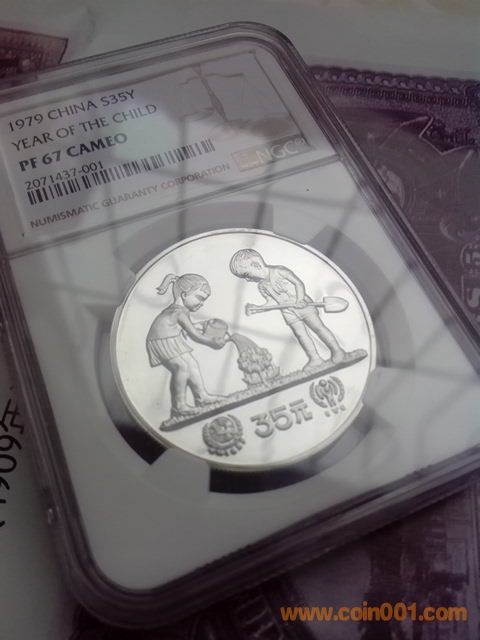 1979 CHINA S35Y
YEAR OF THE CHILD
PF 67 CAMEO
2071437-001
NUMISMATIC GUARANTY CORPORATION
NGC
35元
www.coin001.com